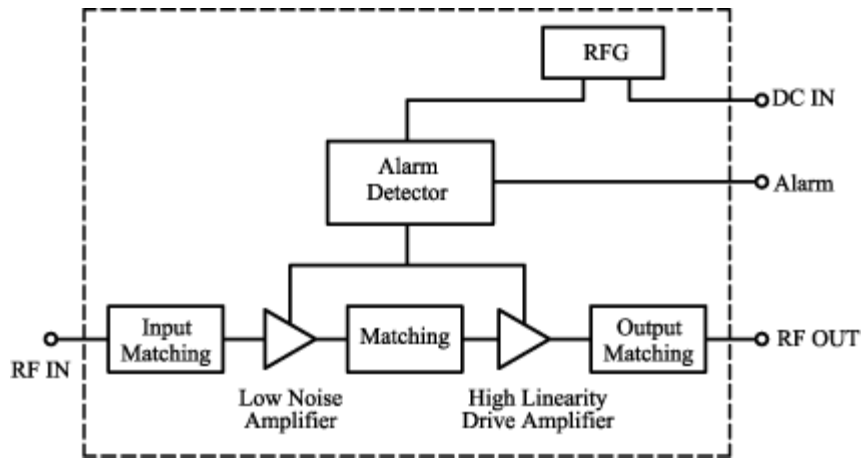 RFG
DC IN
Alarm
Detector
Alarm
Input
Matching
Matching
Output
Matching
RF IN
RF OUT
Low Noise
Amplifier
High Linearity
Drive Amplifier